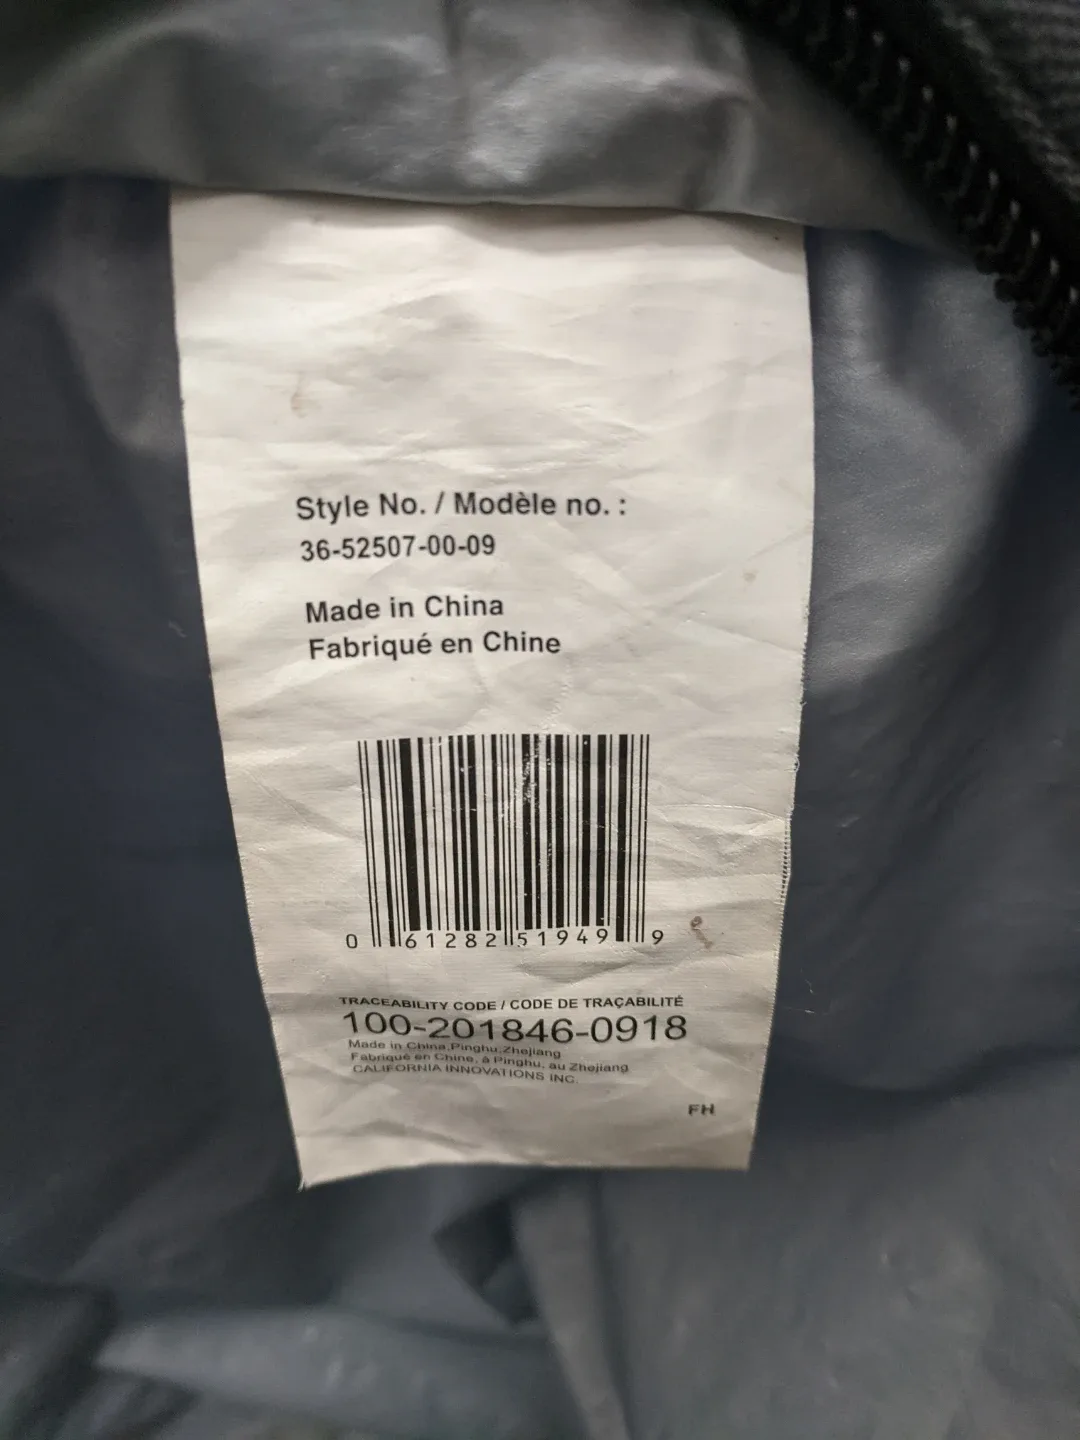 Style No. / Modèle no. :
36-52507-00-09
Made in China
Fabriqué en Chine
0 61282 51949 9
TRACEABILITY CODE / CODE DE TRAÇABILITÉ
100-201846-0918
Made in China,Pinghu,Zhejiang
Fabriqué en Chine, à Pinghu, au Zhejiang
CALIFORNIA INNOVATIONS INC.
FH